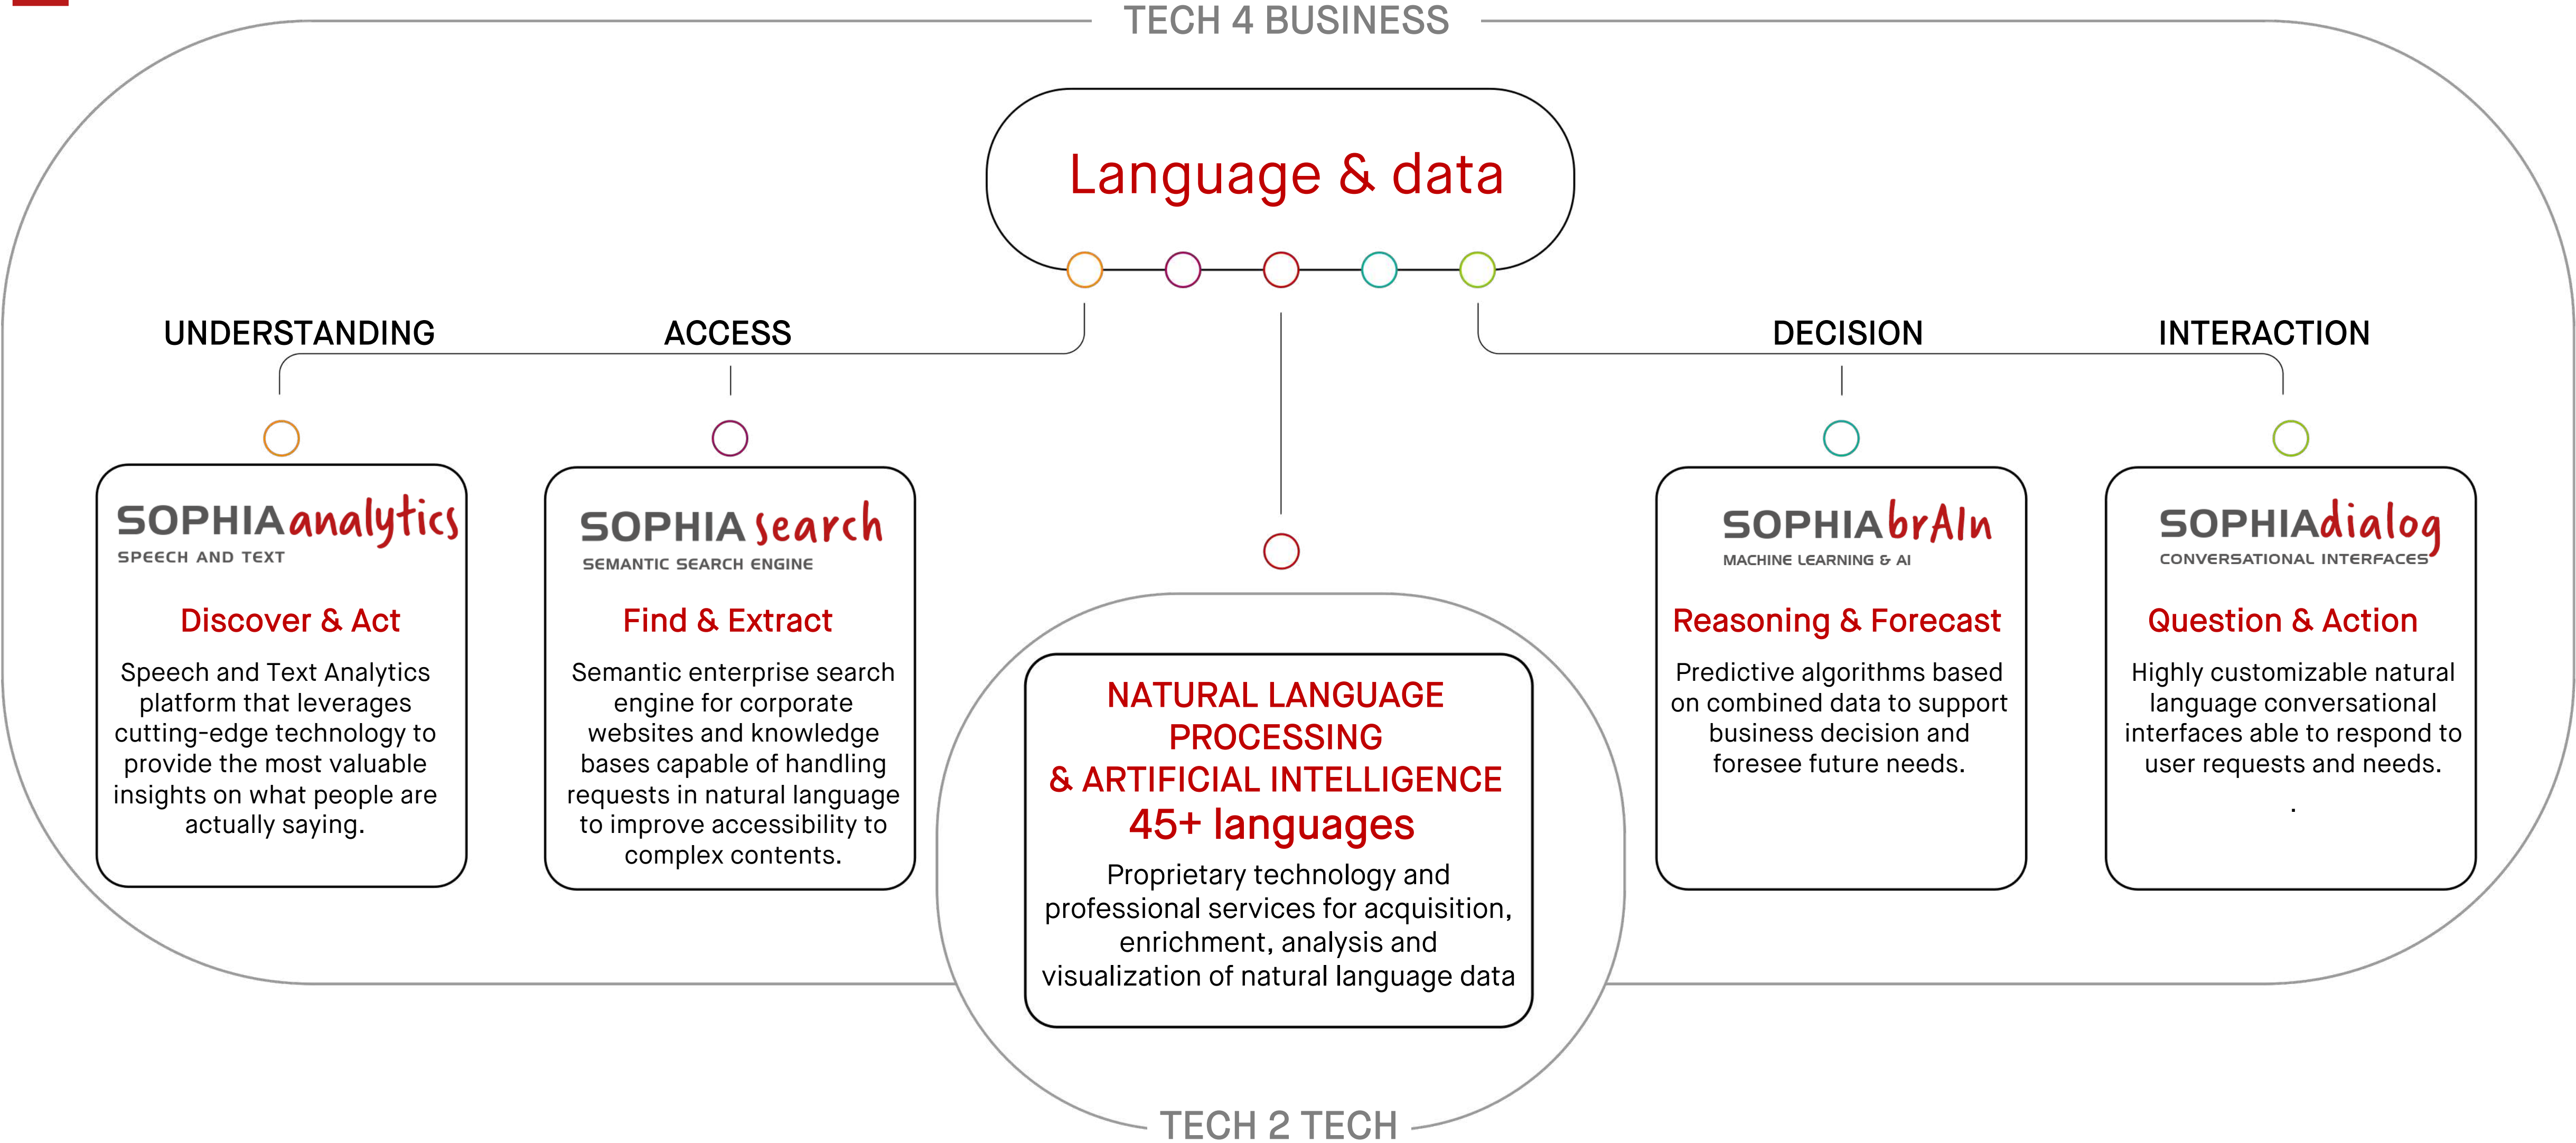 TECH 4 BUSINESS
Language & data
UNDERSTANDING
ACCESS
DECISION
INTERACTION
SOPHIA analytics
SPEECH AND TEXT
Discover & Act
Speech and Text Analytics
platform that leverages
cutting-edge technology to
provide the most valuable
insights on what people are
actually saying.
SOPHIA search
SEMANTIC SEARCH ENGINE
Find & Extract
Semantic enterprise search
engine for corporate
websites and knowledge
bases capable of handling
requests in natural language
to improve accessibility to
complex contents.
NATURAL LANGUAGE
PROCESSING
& ARTIFICIAL INTELLIGENCE
45+ languages
Proprietary technology and
professional services for acquisition,
enrichment, analysis and
visualization of natural language data
SOPHIA brAIn
MACHINE LEARNING & AI
Reasoning & Forecast
Predictive algorithms based
on combined data to support
business decision and
foresee future needs.
SOPHIA dialog
CONVERSATIONAL INTERFACES
Question & Action
Highly customizable natural
language conversational
interfaces able to respond to
user requests and needs.
.
TECH 2 TECH